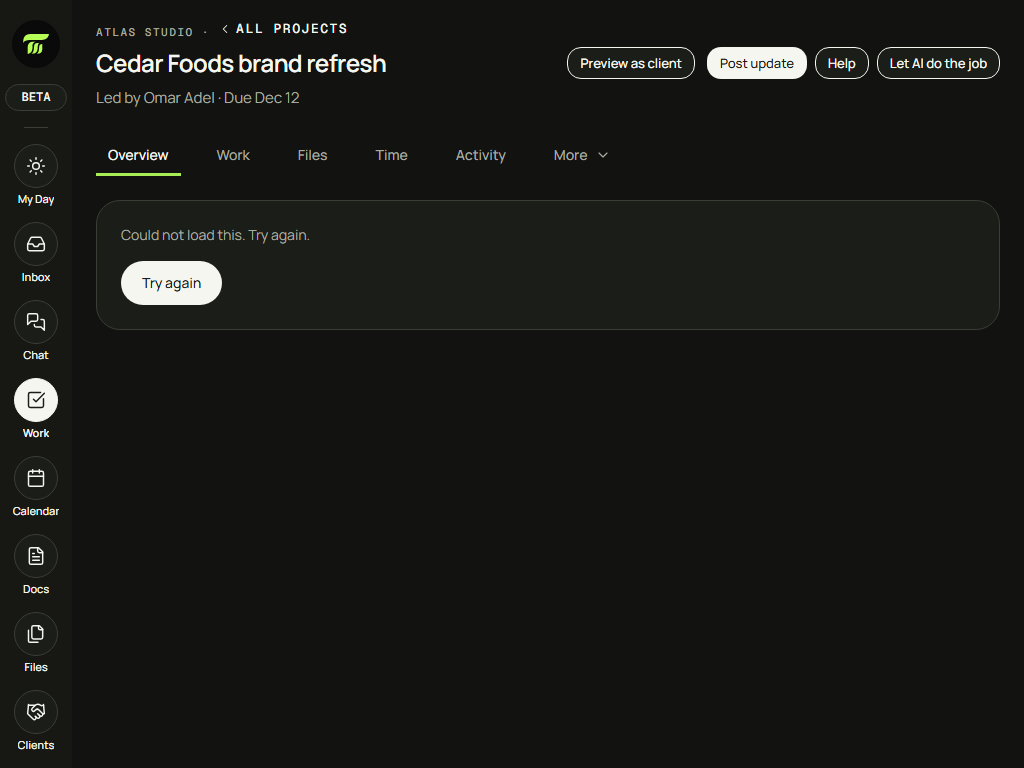 ATLAS STUDIO · ALL PROJECTS
Cedar Foods brand refresh
Led by Omar Adel · Due Dec 12
Preview as client
Post update
Help
Let AI do the job
BETA
My Day
Inbox
Chat
Work
Calendar
Docs
Files
Clients
Overview
Work
Files
Time
Activity
More
Could not load this. Try again.
Try again